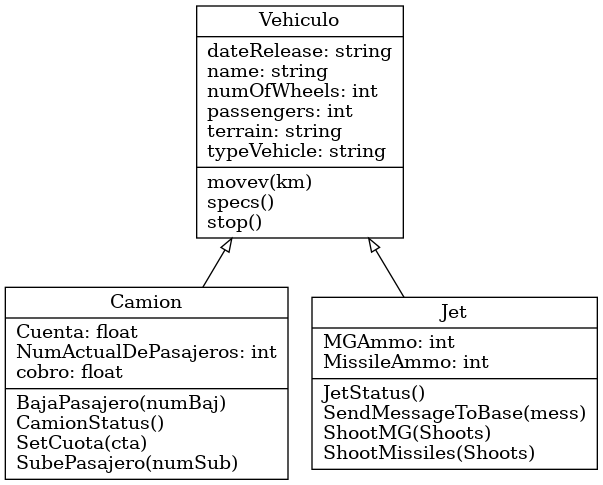 Vehiculo
dateRelease: string
name: string
numOfWheels: int
passengers: int
terrain: string
typeVehicle: string
movev(km)
specs()
stop()
Camion
Cuenta: float
NumActualDePasajeros: int
cobro: float
BajaPasajero(numBaj)
CamionStatus()
SetCuota(cta)
SubePasajero(numSub)
Jet
MGAmmo: int
MissileAmmo: int
JetStatus()
SendMessageToBase(mess)
ShootMG(Shoots)
ShootMissiles(Shoots)